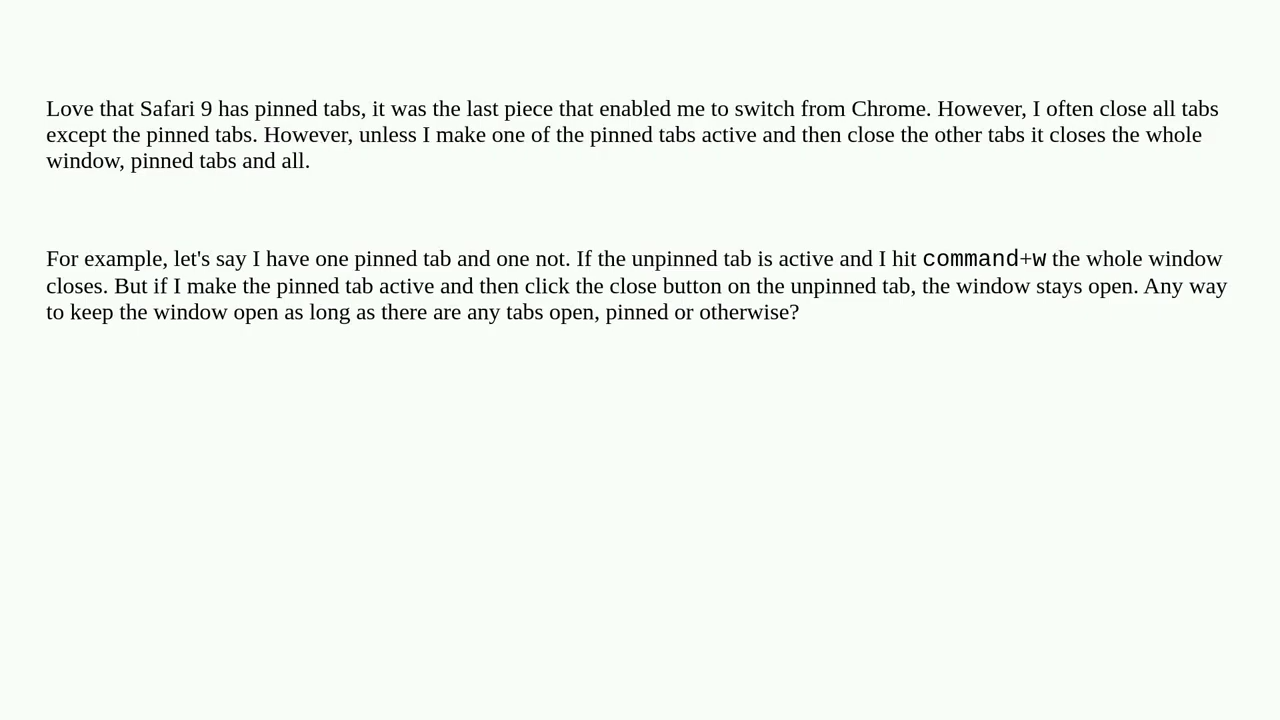 Love that Safari 9 has pinned tabs, it was the last piece that enabled me to switch from Chrome. However, I often close all tabs
except the pinned tabs. However, unless I make one of the pinned tabs active and then close the other tabs it closes the whole
window, pinned tabs and all.
For example, let's say I have one pinned tab and one not. If the unpinned tab is active and I hit command+w the whole window
closes. But if I make the pinned tab active and then click the close button on the unpinned tab, the window stays open. Any way
to keep the window open as long as there are any tabs open, pinned or otherwise?